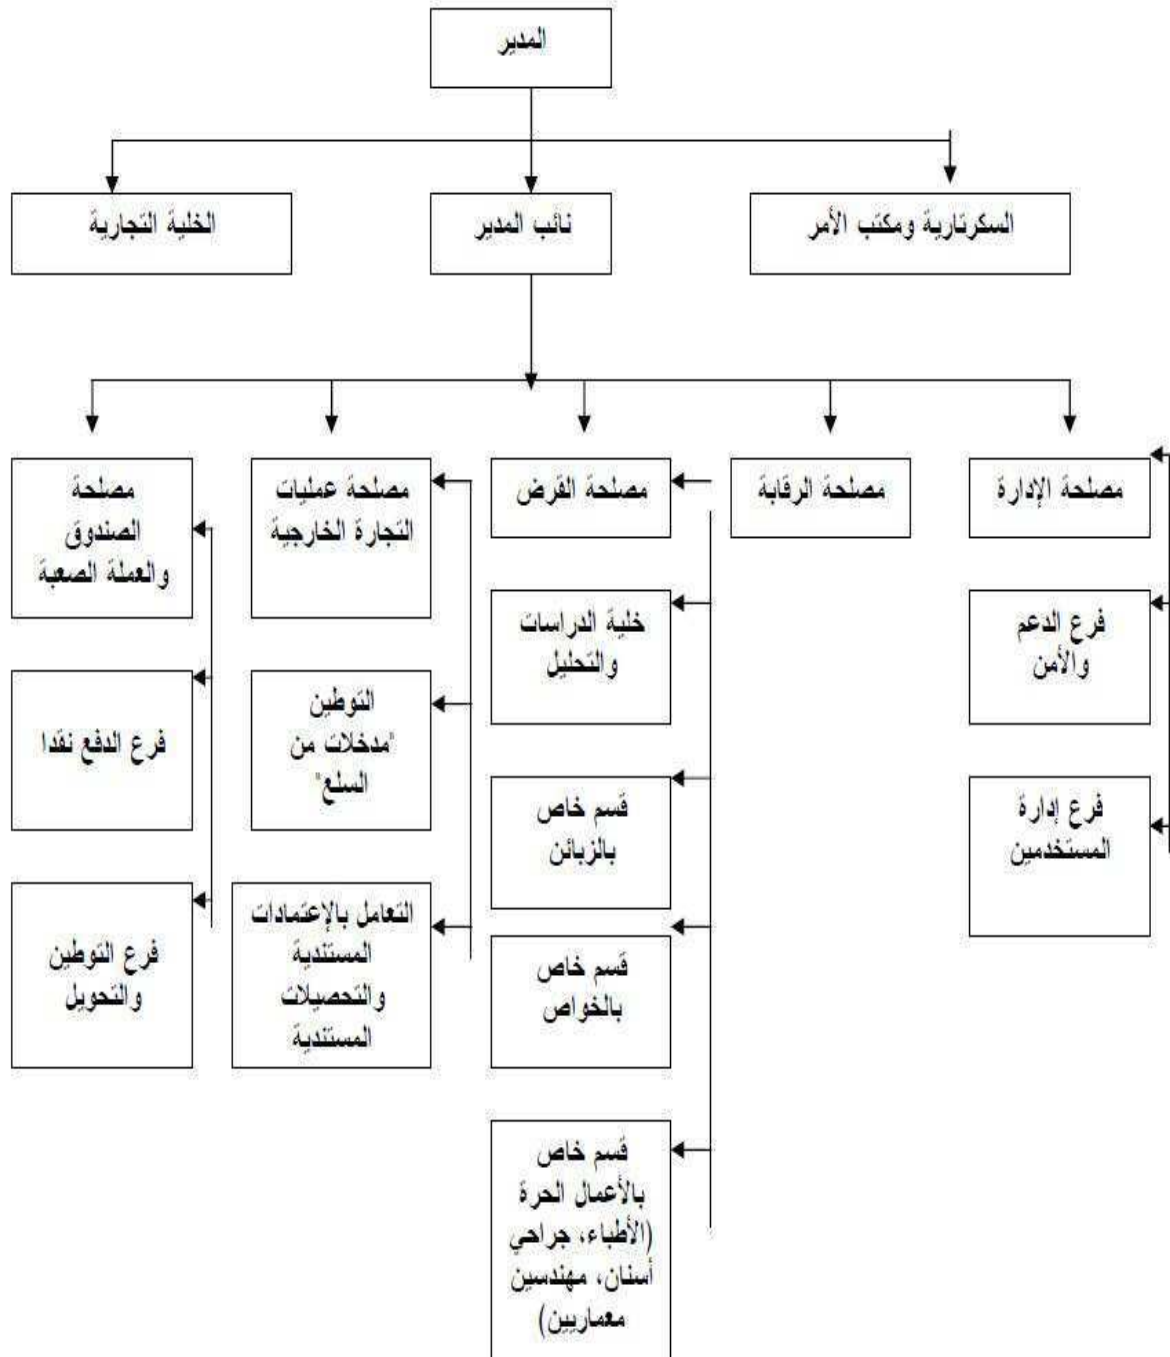 المدير
السكرتارية ومكتب الأمر
نائب المدير
الخلية التجارية
مصلحة الإدارة
فرع الدعم
والأمن
فرع إدارة
المستخدمين
مصلحة الرقابة
مصلحة القرض
خلية الدراسات
والتحليل
قسم خاص
بالزبائن
قسم خاص
بالخواص
قسم خاص
بالأعمال الحرة
(الأطباء، جراحي
أسنان، مهندسين
معماريين)
مصلحة عمليات
التجارة الخارجية
التوطين
"مدخلات من
السلع"
التعامل بالإعتمادات
المستندية
والتحصيلات
المستندية
مصلحة
الصندوق
والعملة الصعبة
فرع الدفع نقدا
فرع التوطين
والتحويل